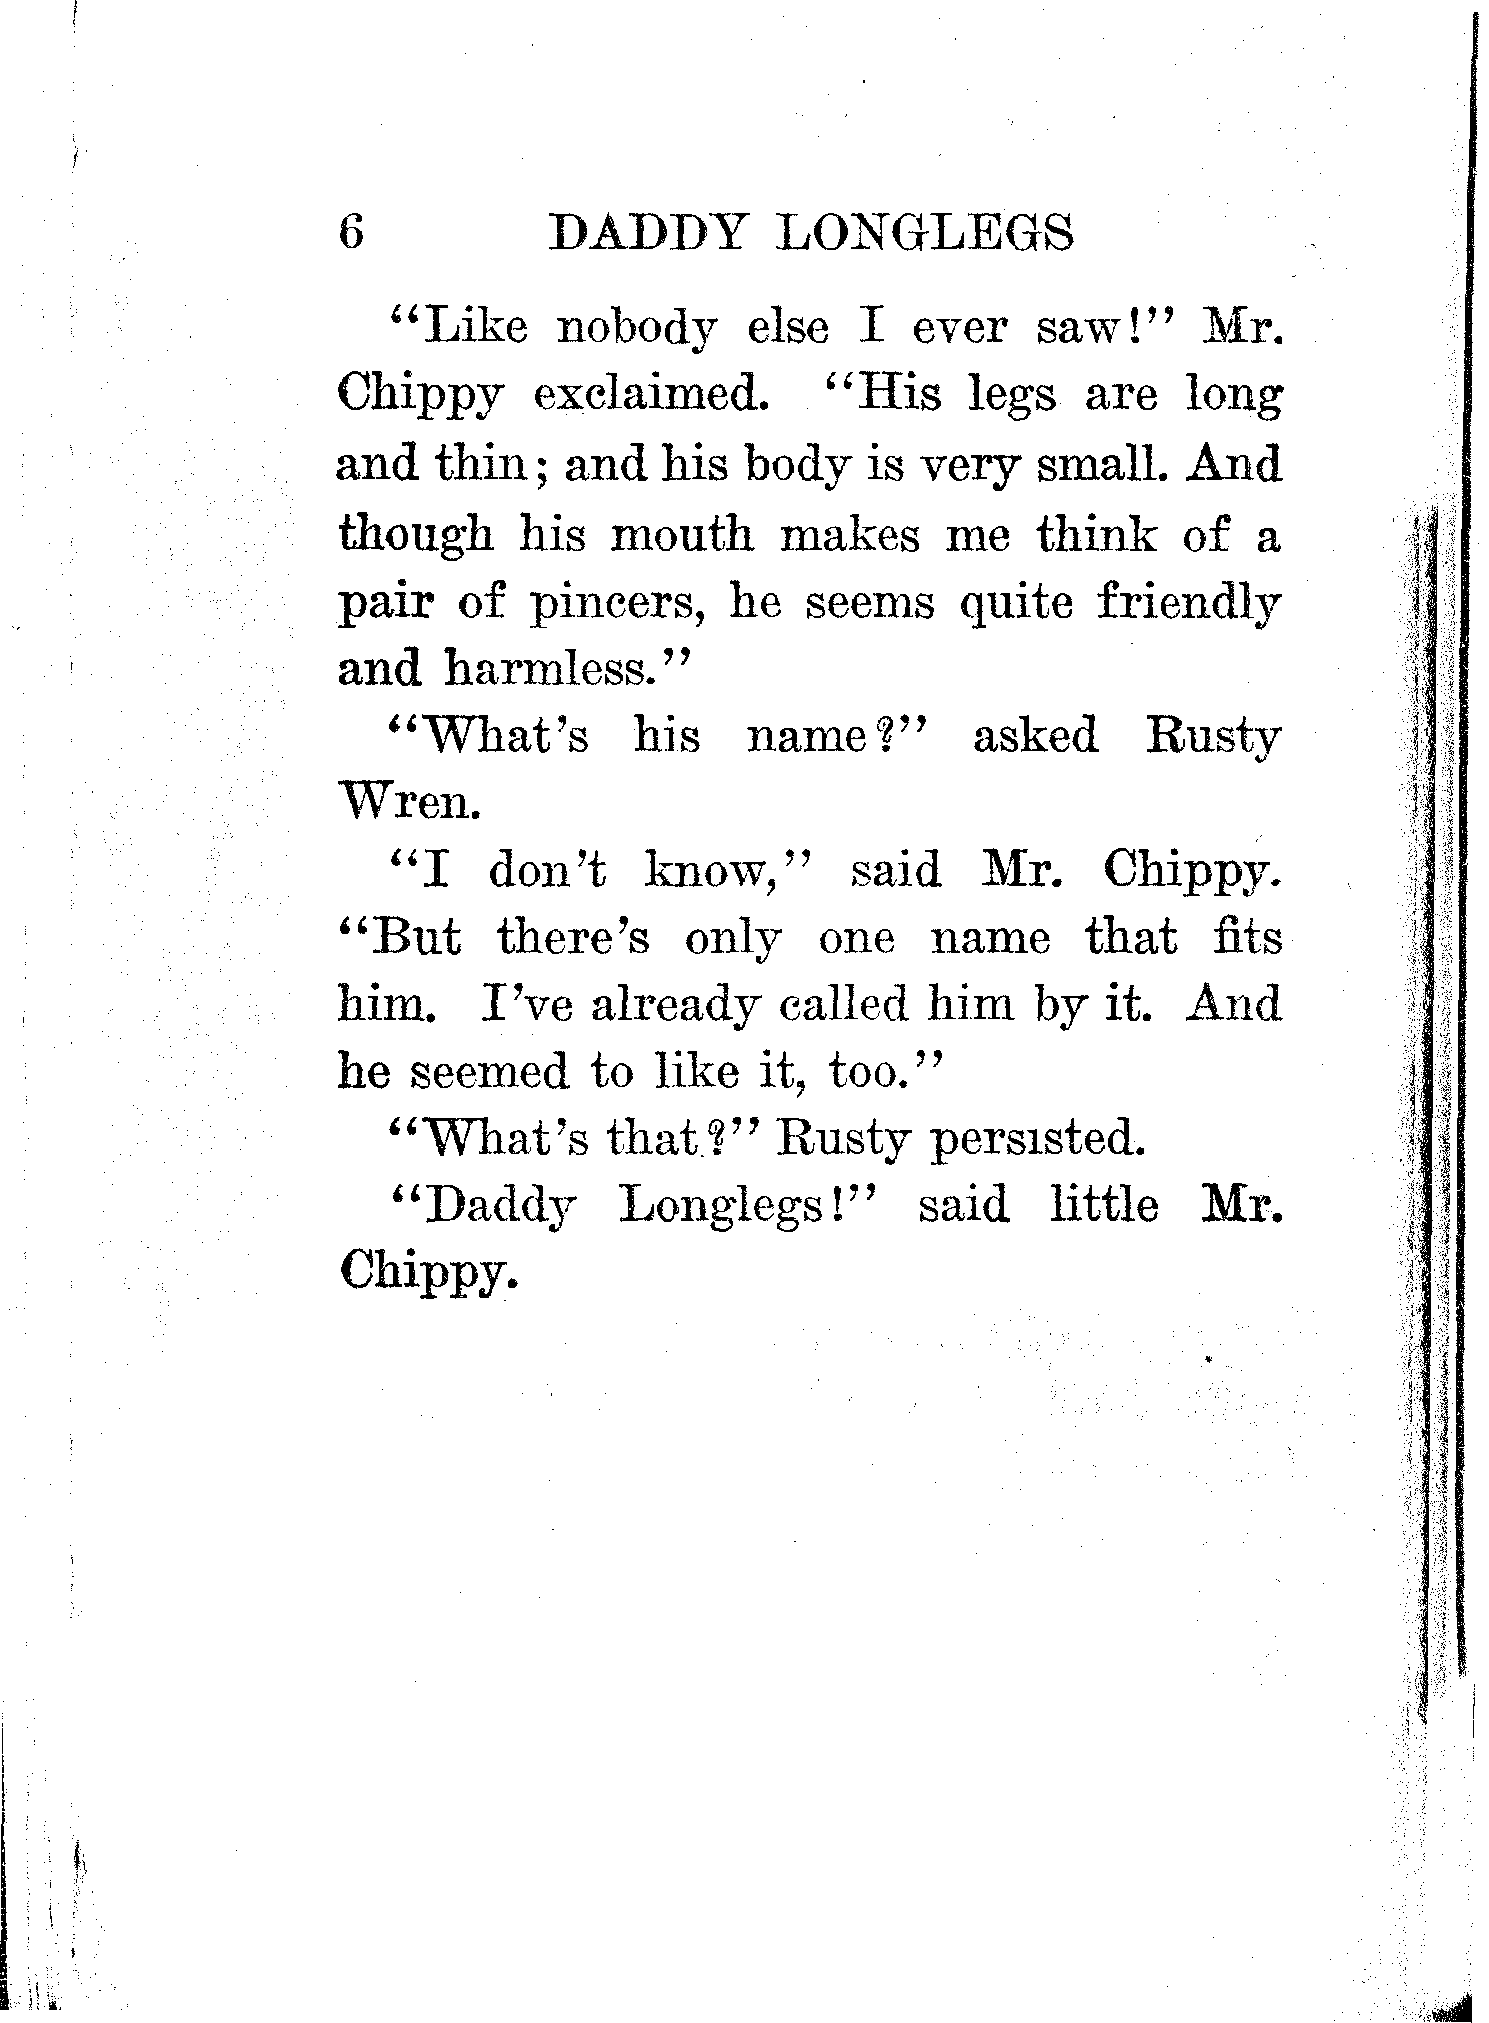 6 DADDY LONGLEGS
“Like nobody else I ever saw!” Mr.
Chippy exclaimed. “His legs are long
and thin; and his body is very small. And
though his mouth makes me think of a
pair of pincers, he seems quite friendly
and harmless.”
“What’s his name?” asked Rusty
Wren.
“I don’t know,” said Mr. Chippy.
“But there’s only one name that fits
him. I’ve already called him by it. And
he seemed to like it, too.”
“What’s that?” Rusty persisted.
“Daddy Longlegs!” said little Mr.
Chippy.